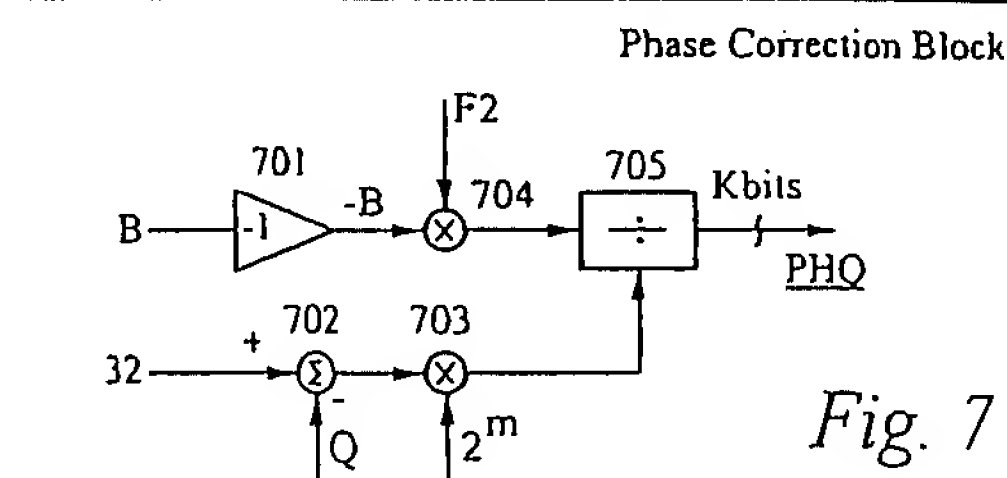 Phase Correction Block
F2
701
-B
704
705
Kbits
B
-1
×
÷
PHQ
702
703
+
32
Σ
×
-
Q
2^m
Fig. 7